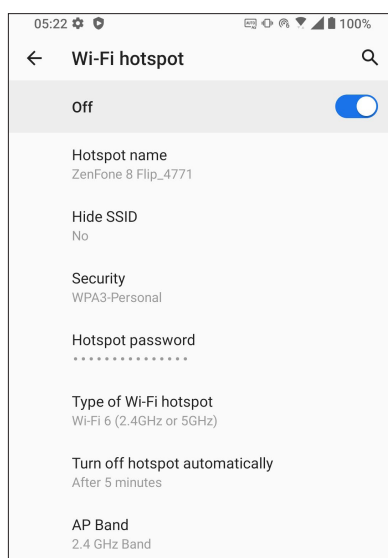 05:22 100%
Wi-Fi hotspot
Off
Hotspot name
ZenFone 8 Flip_4771
Hide SSID
No
Security
WPA3-Personal
Hotspot password
•••••••••••••••
Type of Wi-Fi hotspot
Wi-Fi 6 (2.4GHz or 5GHz)
Turn off hotspot automatically
After 5 minutes
AP Band
2.4 GHz Band